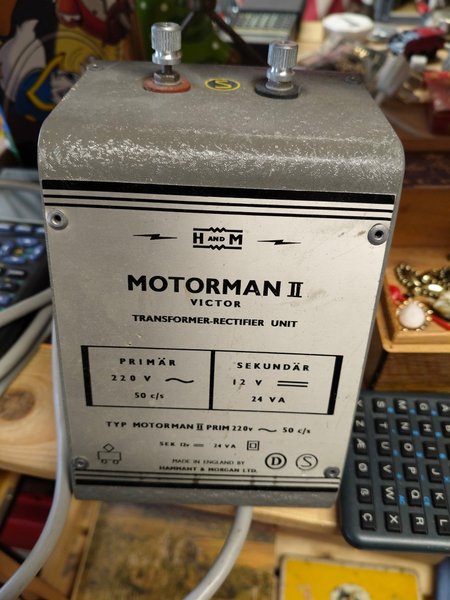 S
H AND M
MOTORMAN II
VICTOR
TRANSFORMER-RECTIFIER UNIT
PRIMÄR
220 V ~
50 c/s
SEKUNDÄR
12 V ⎓
24 VA
TYP MOTORMAN II PRIM 220v ~ 50 c/s
SEK 12v ⎓ 24 VA
MADE IN ENGLAND BY
HAMMANT & MORGAN LTD.
D S